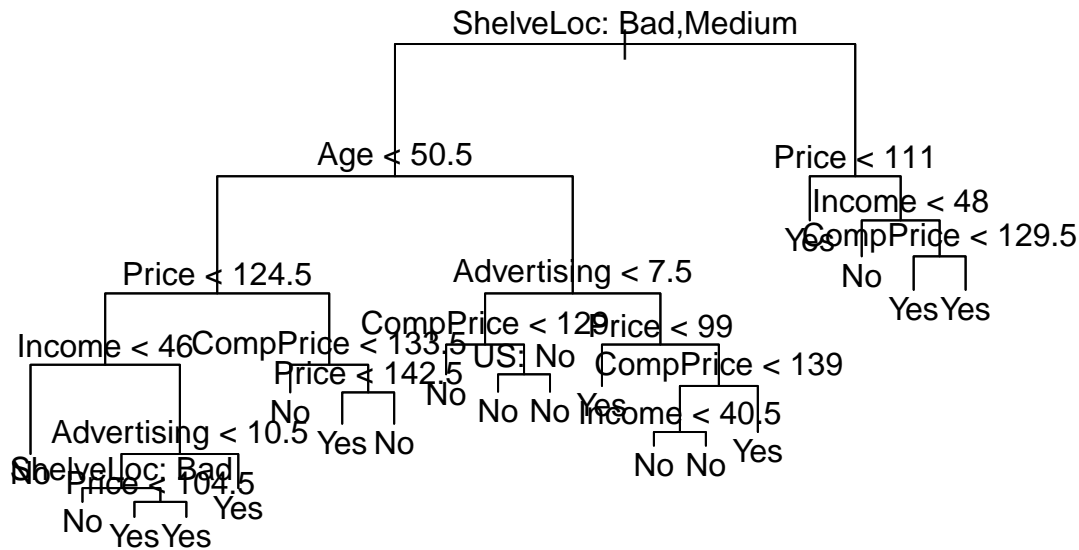 ShelveLoc: Bad,Medium
Age < 50.5
Price < 111
Income < 48
Yes
CompPrice < 129.5
No
Yes
Yes
Price < 124.5
Advertising < 7.5
Income < 46
CompPrice < 133.5
CompPrice < 129
Price < 99
Price < 142.5
US: No
CompPrice < 139
No
No
Yes
No
No
No
No
Yes
Income < 40.5
No
No
Yes
Advertising < 10.5
ShelveLoc: Bad
Price < 104.5
Yes
No
Yes
Yes